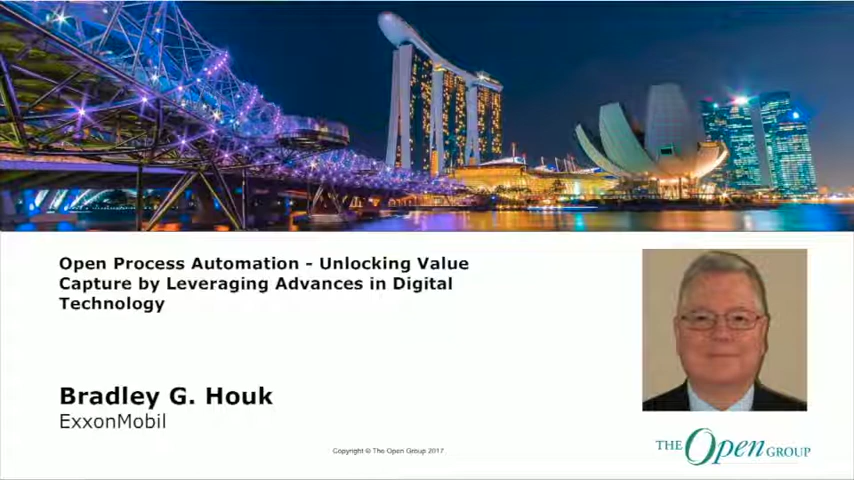 Open Process Automation - Unlocking Value
Capture by Leveraging Advances in Digital
Technology
Bradley G. Houk
ExxonMobil
Copyright © The Open Group 2017
THE Open GROUP